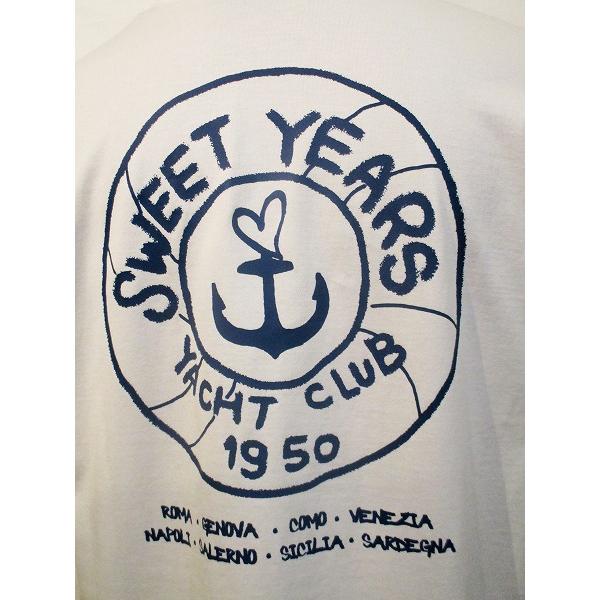 SWEET YEARS
YACHT CLUB
1950
ROMA · GENOVA · COMO · VENEZIA
NAPOLI · SALERNO · SICILIA · SARDEGNA